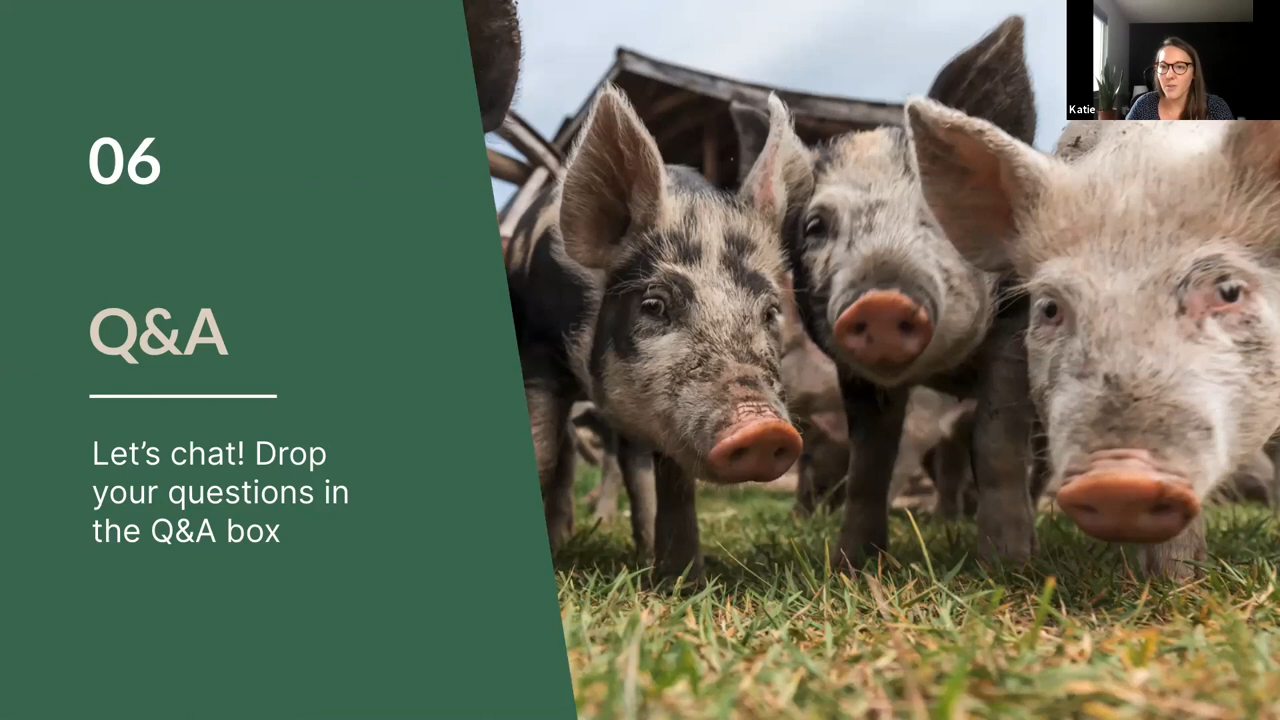 06
Q&A
Let’s chat! Drop
your questions in
the Q&A box
Katie